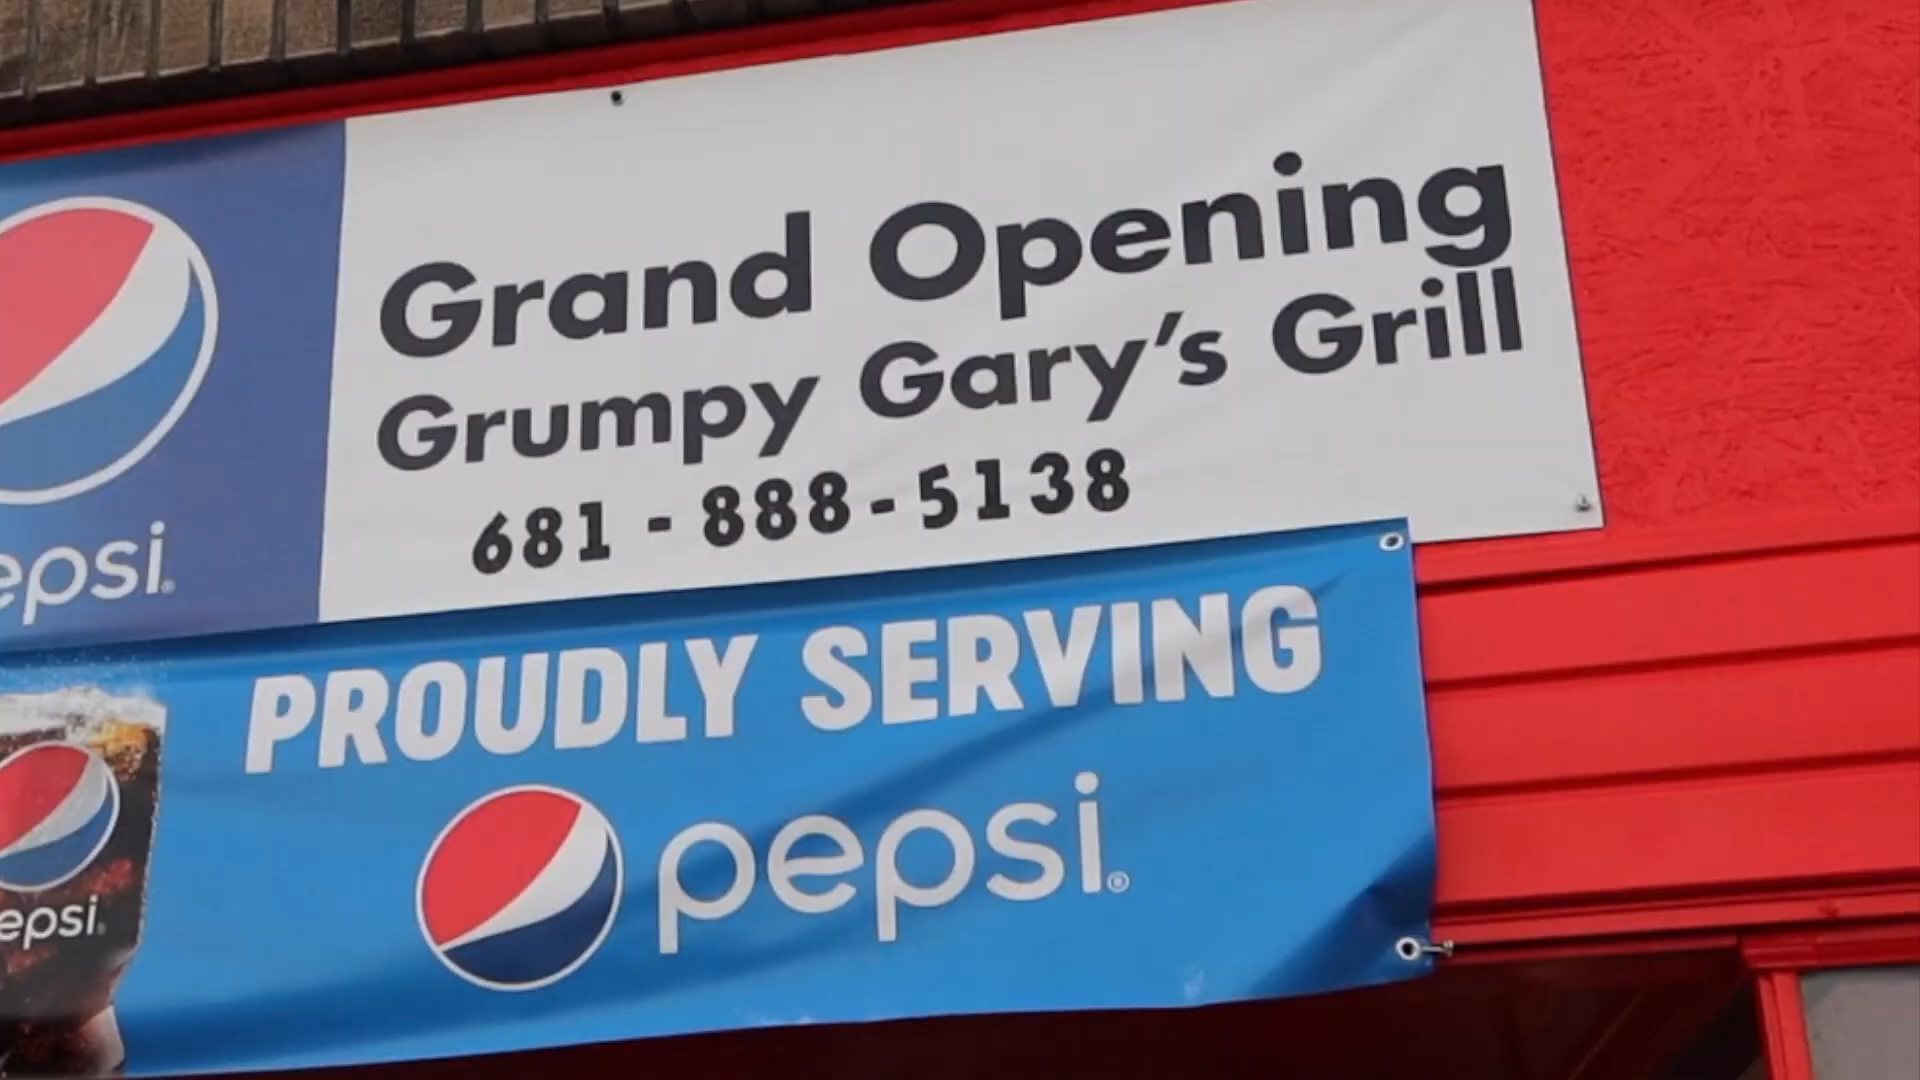 Grand Opening
Grumpy Gary's Grill
681-888-5138
epsi
PROUDLY SERVING
pepsi®
epsi